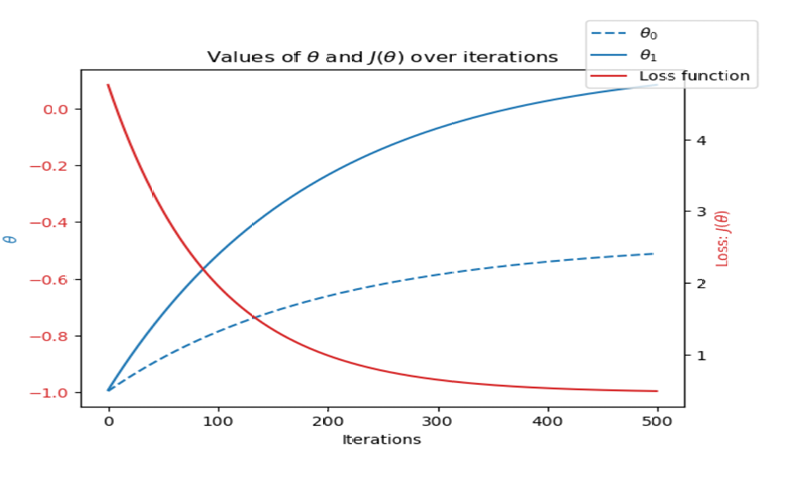 θ₀
θ₁
Loss function
Values of θ and J(θ) over iterations
0.0
−0.2
−0.4
−0.6
−0.8
−1.0
θ
4
3
2
1
Loss: J(θ)
0 100 200 300 400 500
Iterations